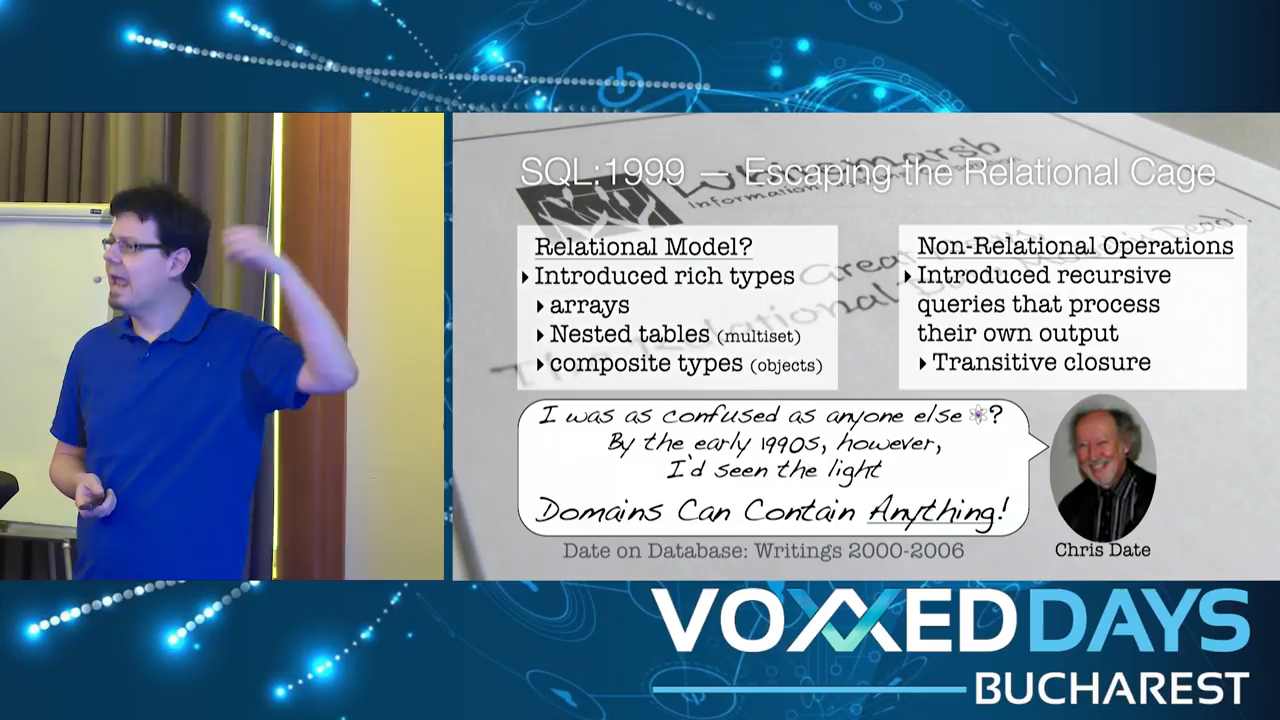 SQL:1999 — Escaping the Relational Cage
Relational Model?
Introduced rich types
arrays
Nested tables (multiset)
composite types (objects)
Non-Relational Operations
Introduced recursive
queries that process
their own output
Transitive closure
I was as confused as anyone else ⚛?
By the early 1990s, however,
I'd seen the light
Domains Can Contain Anything!
Date on Database: Writings 2000-2006
Chris Date
VOXXED DAYS
BUCHAREST